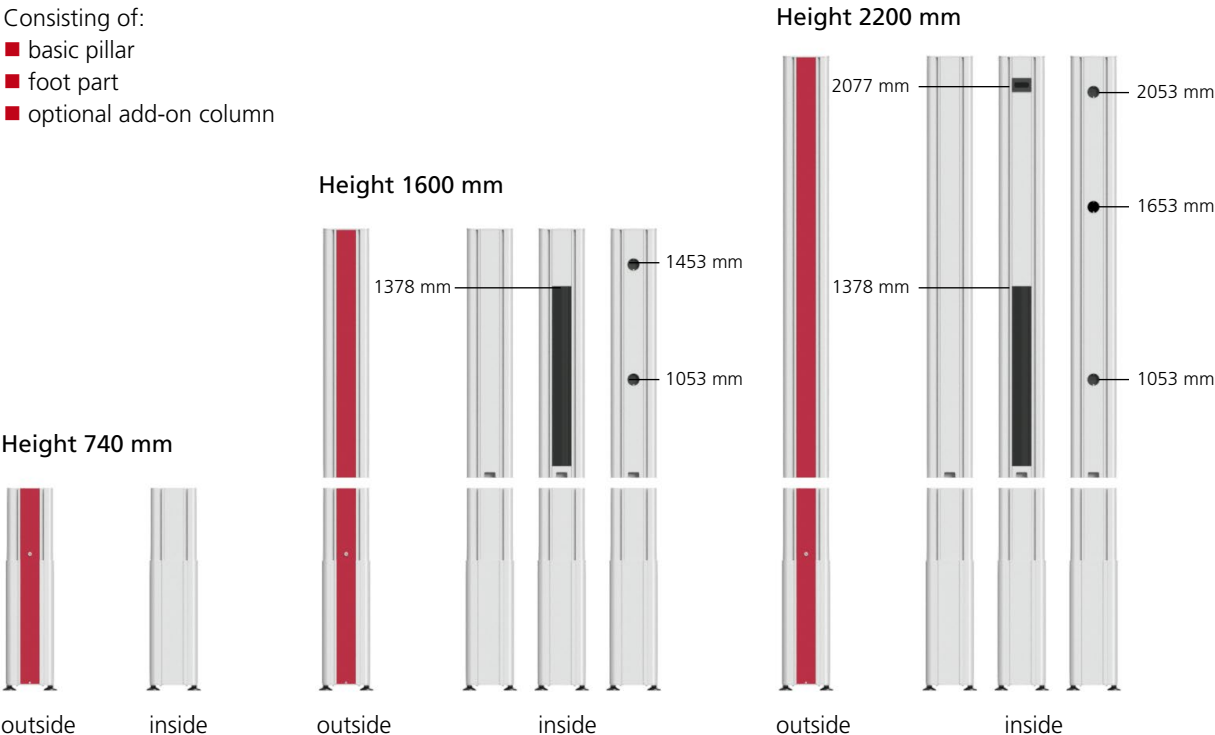 Consisting of:
■ basic pillar
■ foot part
■ optional add-on column
Height 740 mm
outside
inside
Height 1600 mm
1378 mm
1453 mm
1053 mm
outside
inside
Height 2200 mm
2077 mm
1378 mm
2053 mm
1653 mm
1053 mm
outside
inside